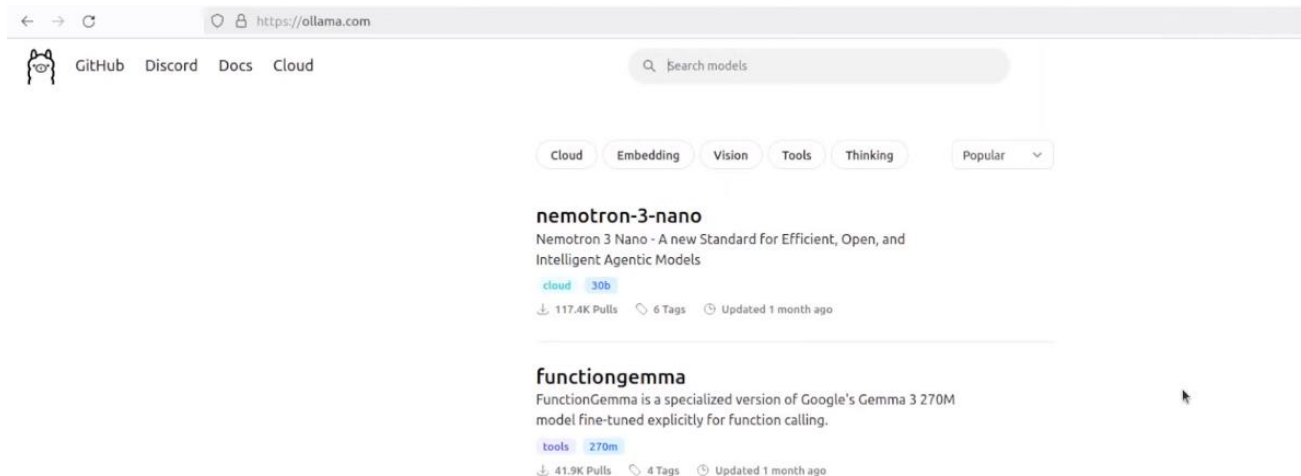 https://ollama.com
GitHub Discord Docs Cloud
Search models
Cloud Embedding Vision Tools Thinking Popular
nemotron-3-nano
Nemotron 3 Nano - A new Standard for Efficient, Open, and
Intelligent Agentic Models
cloud 30b
117.4K Pulls 6 Tags Updated 1 month ago
functiongemma
FunctionGemma is a specialized version of Google's Gemma 3 270M
model fine-tuned explicitly for function calling.
tools 270m
41.9K Pulls 4 Tags Updated 1 month ago